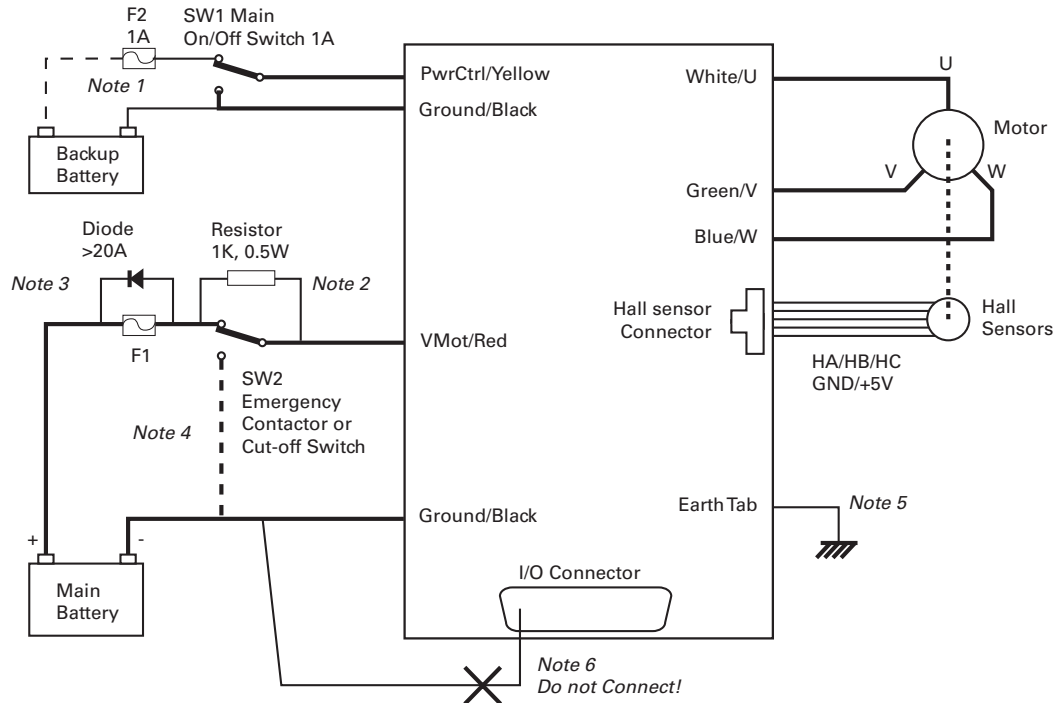 F2
1A
SW1 Main
On/Off Switch 1A
Note 1
Backup
Battery
PwrCtrl/Yellow
Ground/Black
White/U
U
Motor
V
W
Green/V
Blue/W
Diode
>20A
Resistor
1K, 0.5W
Note 3
Note 2
F1
VMot/Red
SW2
Emergency
Contactor or
Cut-off Switch
Note 4
Hall sensor
Connector
Hall
Sensors
HA/HB/HC
GND/+5V
Ground/Black
Earth Tab
Note 5
+
-
Main
Battery
I/O Connector
Note 6
Do not Connect!